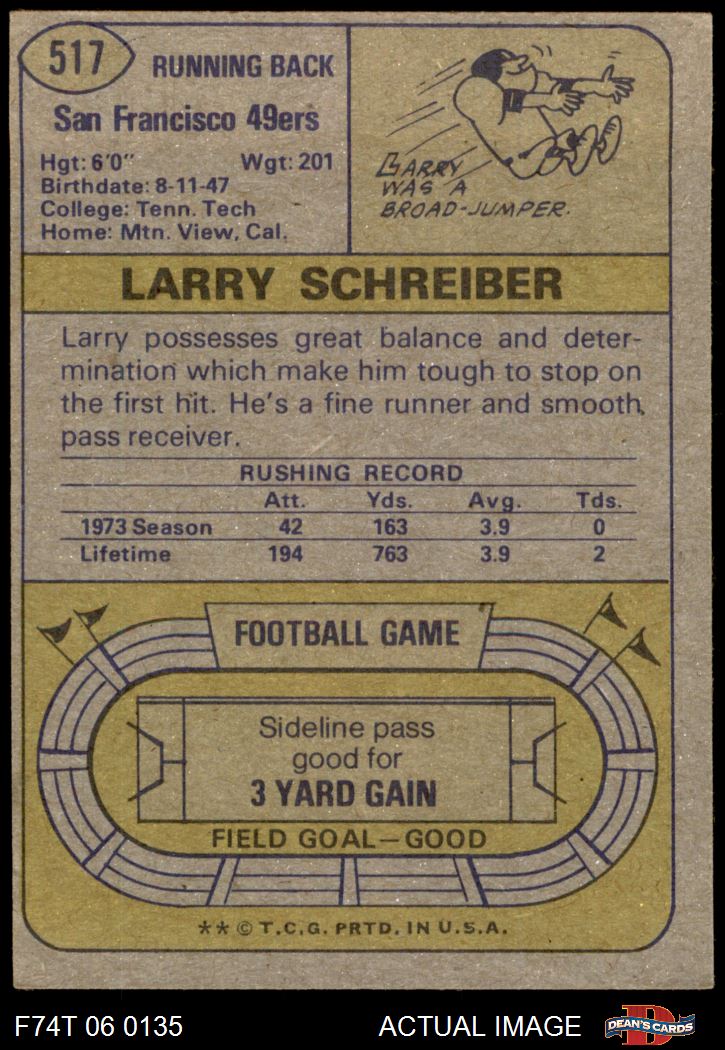 517
RUNNING BACK
San Francisco 49ers
Hgt: 6'0" Wgt: 201
Birthdate: 8-11-47
College: Tenn. Tech
Home: Mtn. View, Cal.
LARRY
WAS A
BROAD-JUMPER.
LARRY SCHREIBER
Larry possesses great balance and deter-
mination which make him tough to stop on
the first hit. He's a fine runner and smooth
pass receiver.
RUSHING RECORD
Att. Yds. Avg. Tds.
1973 Season 42 163 3.9 0
Lifetime 194 763 3.9 2
FOOTBALL GAME
Sideline pass
good for
3 YARD GAIN
FIELD GOAL—GOOD
** © T.C.G. PRTD. IN U.S.A.
F74T 06 0135 ACTUAL IMAGE
D
DEAN'S CARDS